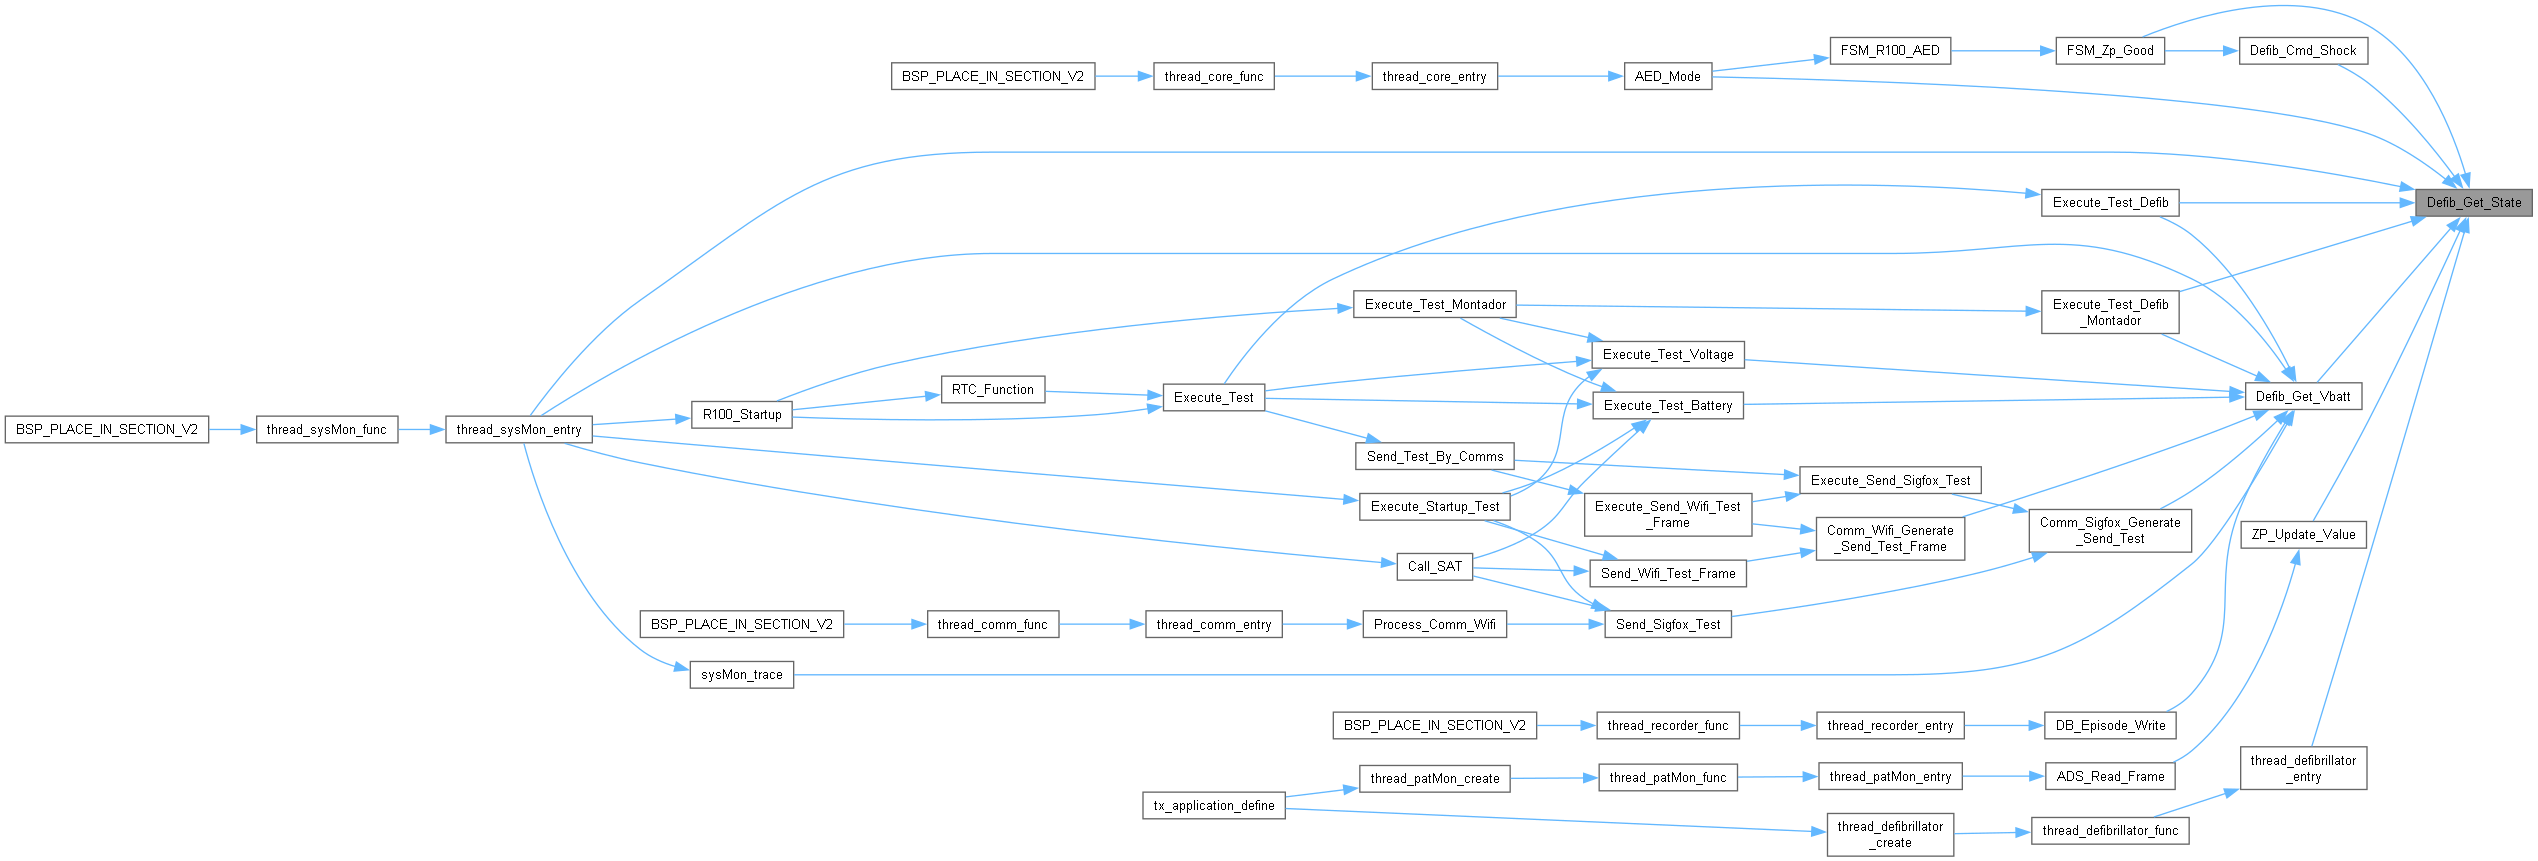 FSM_R100_AED
FSM_Zp_Good
Defib_Cmd_Shock
BSP_PLACE_IN_SECTION_V2
thread_core_func
thread_core_entry
AED_Mode
Execute_Test_Defib
Defib_Get_State
Execute_Test_Montador
Execute_Test_Defib
_Montador
Execute_Test_Voltage
RTC_Function
Execute_Test
Execute_Test_Battery
Defib_Get_Vbatt
R100_Startup
BSP_PLACE_IN_SECTION_V2
thread_sysMon_func
thread_sysMon_entry
Send_Test_By_Comms
Execute_Send_Sigfox_Test
Execute_Startup_Test
Execute_Send_Wifi_Test
_Frame
Comm_Wifi_Generate
_Send_Test_Frame
Comm_Sigfox_Generate
_Send_Test
ZP_Update_Value
Call_SAT
Send_Wifi_Test_Frame
BSP_PLACE_IN_SECTION_V2
thread_comm_func
thread_comm_entry
Process_Comm_Wifi
Send_Sigfox_Test
sysMon_trace
BSP_PLACE_IN_SECTION_V2
thread_recorder_func
thread_recorder_entry
DB_Episode_Write
thread_patMon_create
thread_patMon_func
thread_patMon_entry
ADS_Read_Frame
thread_defibrillator
_entry
tx_application_define
thread_defibrillator
_create
thread_defibrillator_func